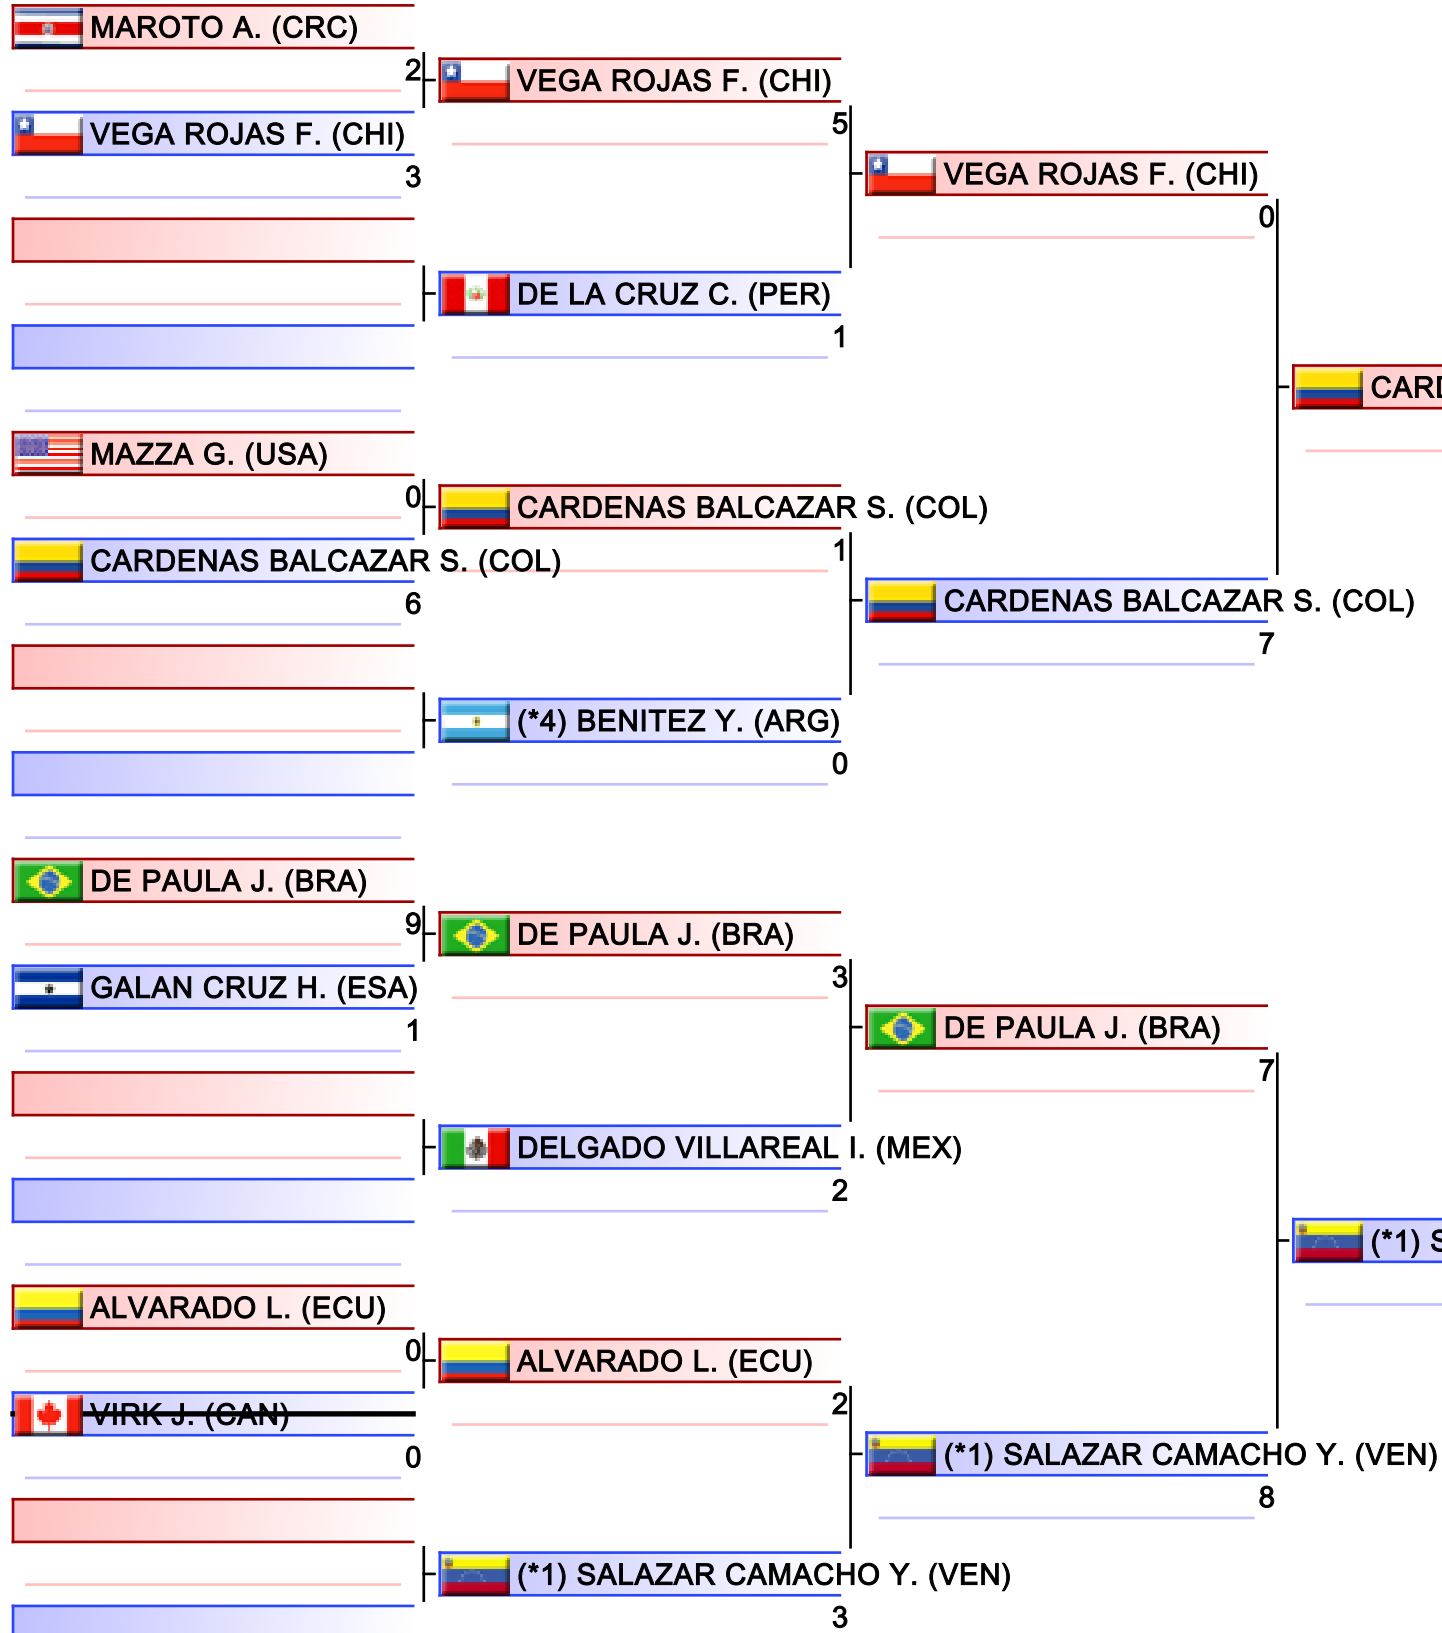 MAROTO A. (CRC)
2
VEGA ROJAS F. (CHI)
3
MAZZA G. (USA)
0
CARDENAS BALCAZAR S. (COL)
6
DE PAULA J. (BRA)
9
GALAN CRUZ H. (ESA)
1
ALVARADO L. (ECU)
0
VIRK J. (CAN)
0
VEGA ROJAS F. (CHI)
5
DE LA CRUZ C. (PER)
1
CARDENAS BALCAZAR S. (COL)
1
(*4) BENITEZ Y. (ARG)
0
DE PAULA J. (BRA)
3
DELGADO VILLAREAL I. (MEX)
2
ALVARADO L. (ECU)
2
(*1) SALAZAR CAMACHO Y. (VEN)
3
VEGA ROJAS F. (CHI)
0
CARDENAS BALCAZAR S. (COL)
7
DE PAULA J. (BRA)
7
(*1) SALAZAR CAMACHO Y. (VEN)
8
CAR
(*1) S